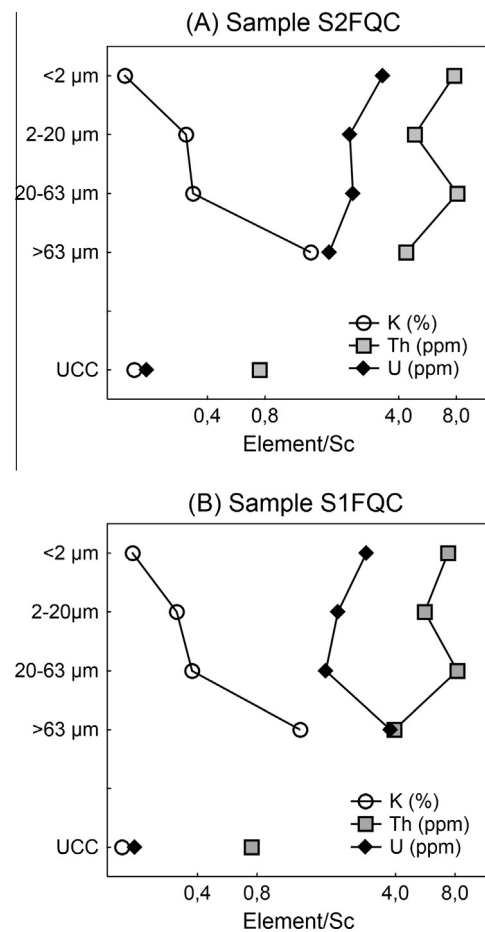 (A) Sample S2FQC
<2 µm
2-20 µm
20-63 µm
>63 µm
K (%)
Th (ppm)
U (ppm)
UCC
0,4 0,8 4,0 8,0
Element/Sc
(B) Sample S1FQC
<2 µm
2-20µm
20-63 µm
>63 µm
K (%)
Th (ppm)
U (ppm)
UCC
0,4 0,8 4,0 8,0
Element/Sc